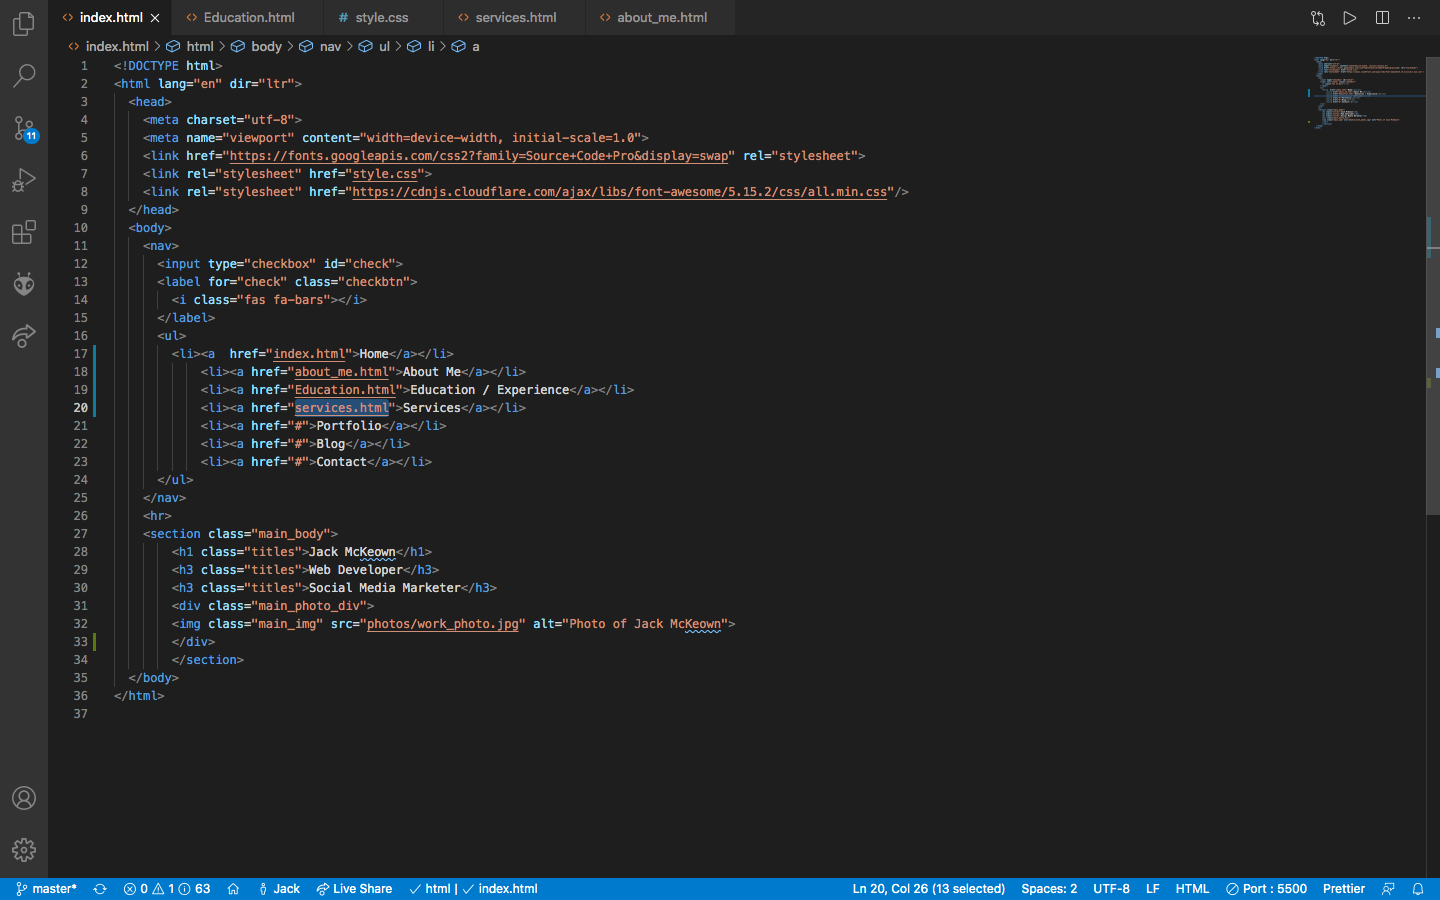 index.html
Education.html
# style.css
services.html
about_me.html
index.html > html > body > nav > ul > li > a
1 <!DOCTYPE html>
2 <html lang="en" dir="ltr">
3 <head>
4 <meta charset="utf-8">
5 <meta name="viewport" content="width=device-width, initial-scale=1.0">
6 <link href="https://fonts.googleapis.com/css2?family=Source+Code+Pro&display=swap" rel="stylesheet">
7 <link rel="stylesheet" href="style.css">
8 <link rel="stylesheet" href="https://cdnjs.cloudflare.com/ajax/libs/font-awesome/5.15.2/css/all.min.css"/>
9 </head>
10 <body>
11 <nav>
12 <input type="checkbox" id="check">
13 <label for="check" class="checkbtn">
14 <i class="fas fa-bars"></i>
15 </label>
16 <ul>
17 <li><a  href="index.html">Home</a></li>
18 <li><a href="about_me.html">About Me</a></li>
19 <li><a href="Education.html">Education / Experience</a></li>
20 <li><a href="services.html">Services</a></li>
21 <li><a href="#">Portfolio</a></li>
22 <li><a href="#">Blog</a></li>
23 <li><a href="#">Contact</a></li>
24 </ul>
25 </nav>
26 <hr>
27 <section class="main_body">
28 <h1 class="titles">Jack McKeown</h1>
29 <h3 class="titles">Web Developer</h3>
30 <h3 class="titles">Social Media Marketer</h3>
31 <div class="main_photo_div">
32 <img class="main_img" src="photos/work_photo.jpg" alt="Photo of Jack McKeown">
33 </div>
34 </section>
35 </body>
36 </html>
37
11
master* 0 1 63 Jack Live Share html | index.html Ln 20, Col 26 (13 selected) Spaces: 2 UTF-8 LF HTML Port : 5500 Prettier